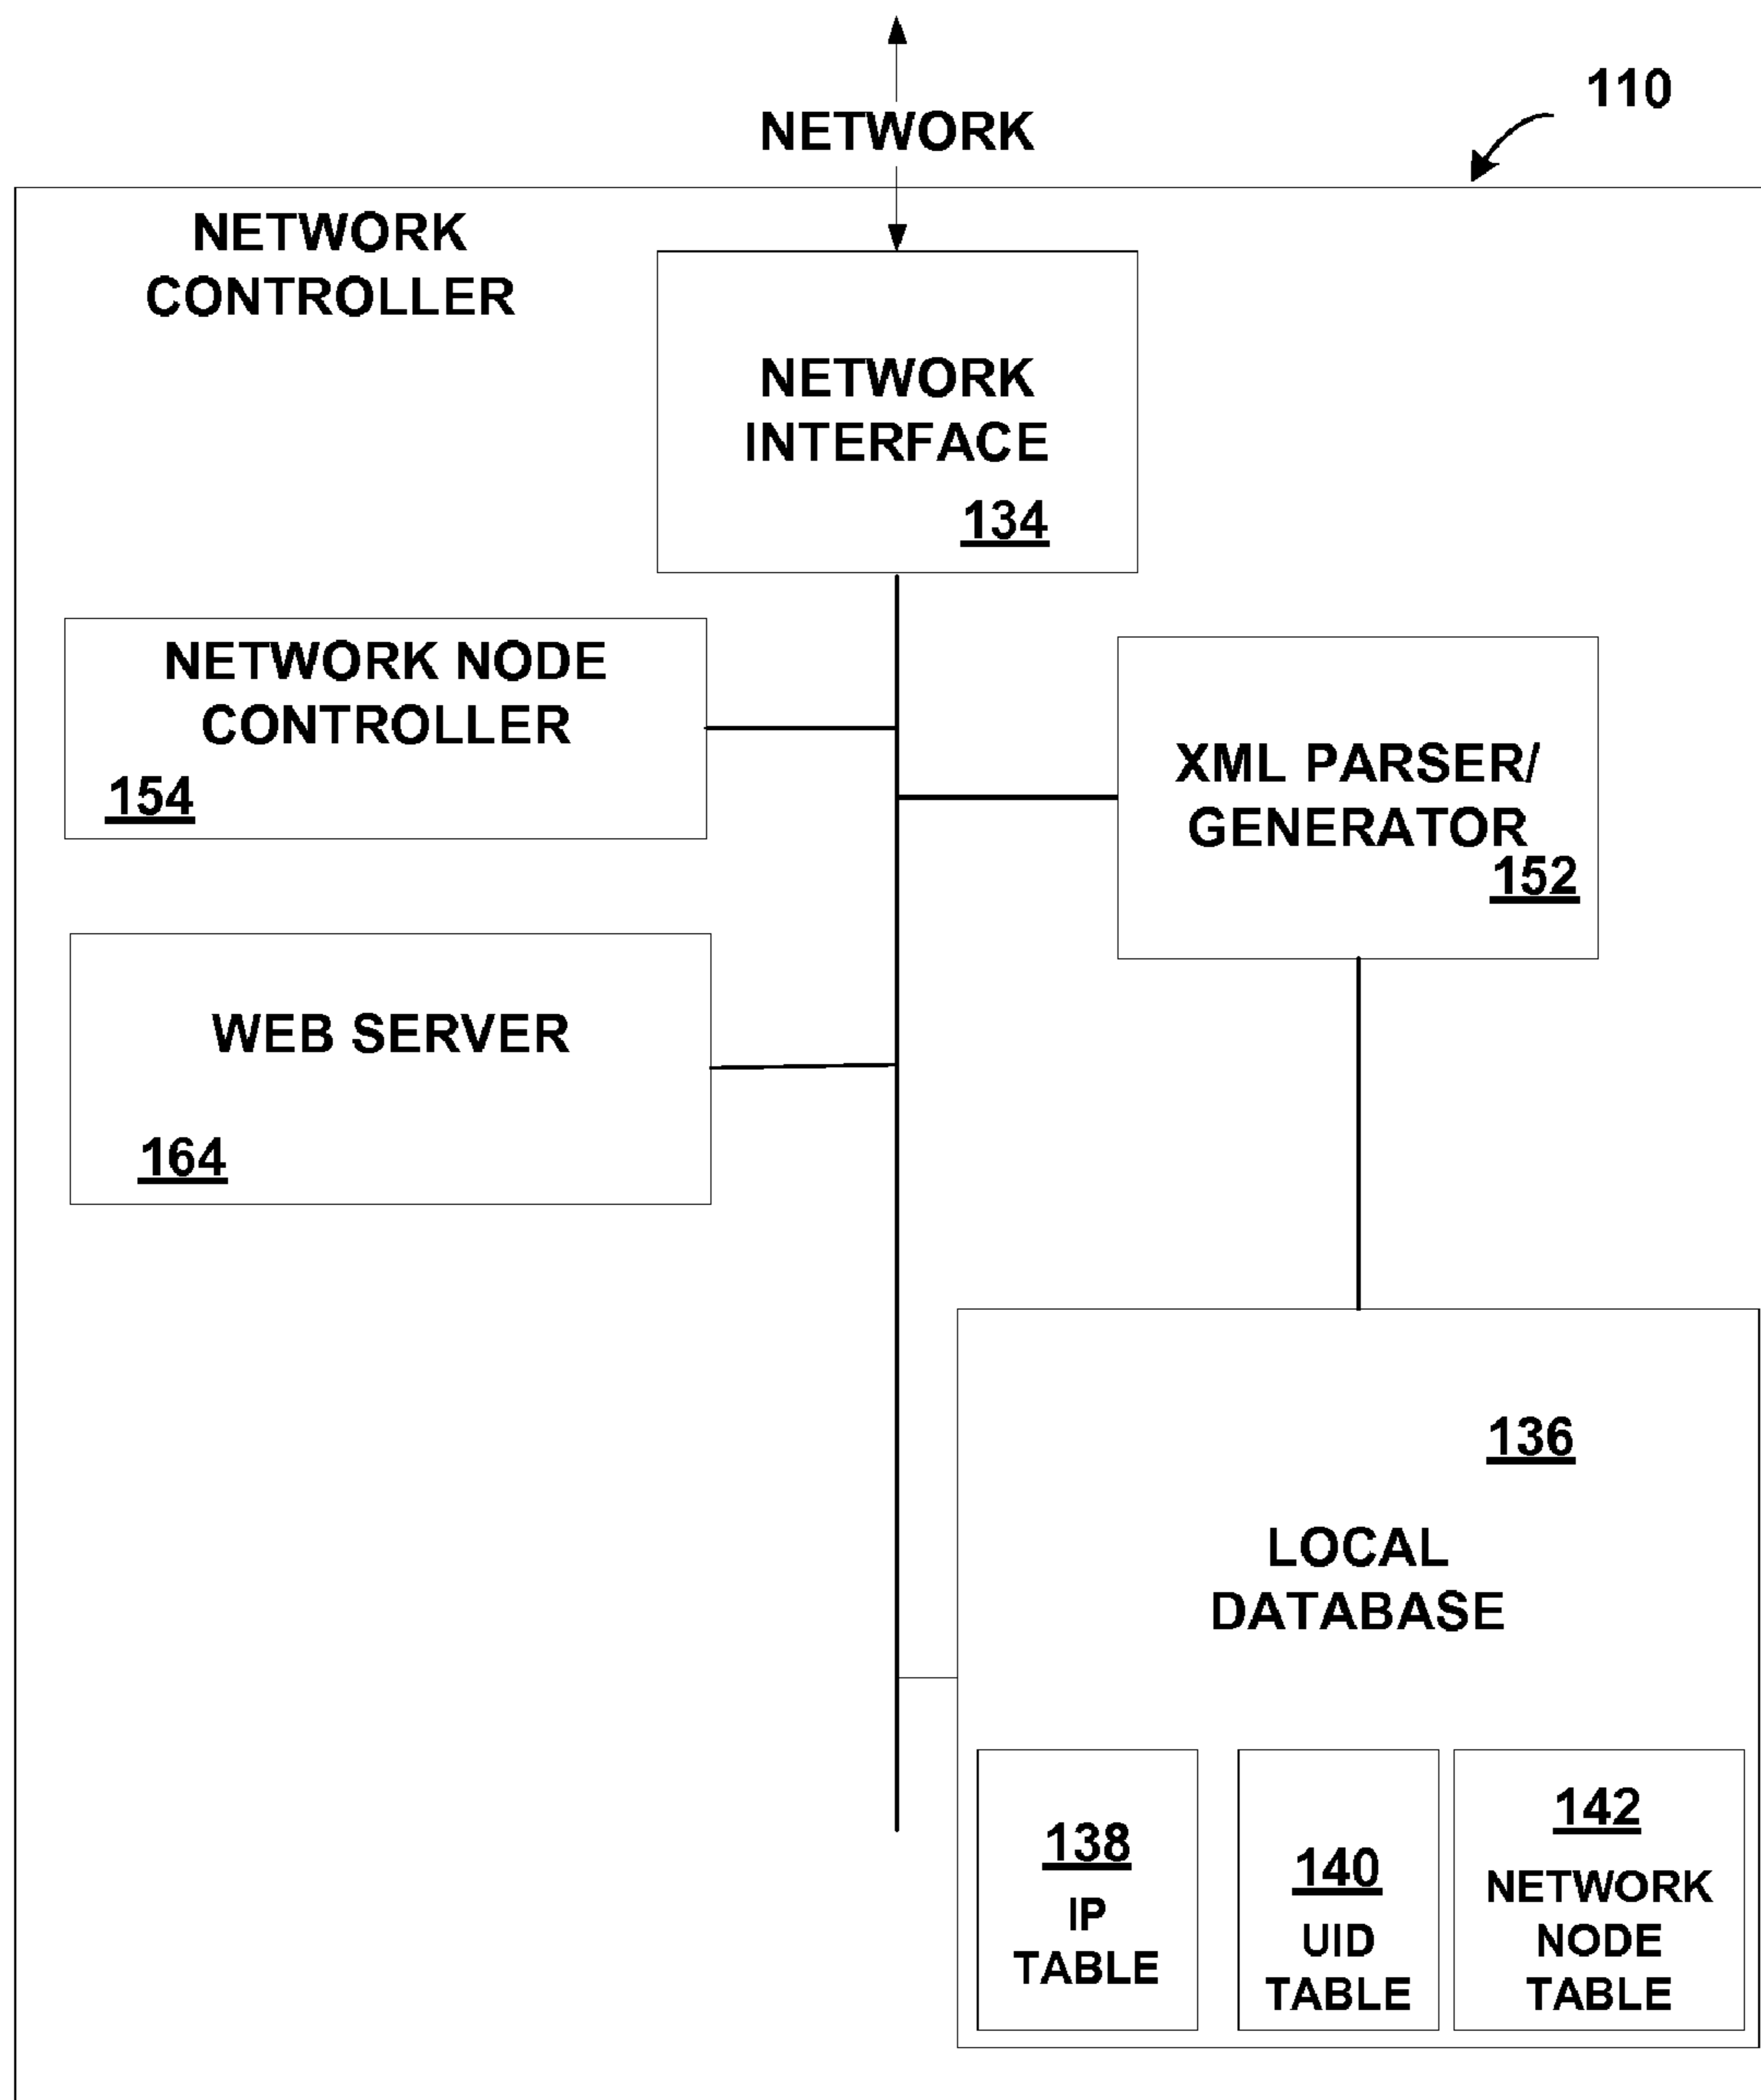 110
NETWORK
NETWORK
CONTROLLER
NETWORK
INTERFACE
134
NETWORK NODE
CONTROLLER
154
XML PARSER/
GENERATOR
152
WEB SERVER
164
136
LOCAL
DATABASE
138
IP
TABLE
140
UID
TABLE
142
NETWORK
NODE
TABLE